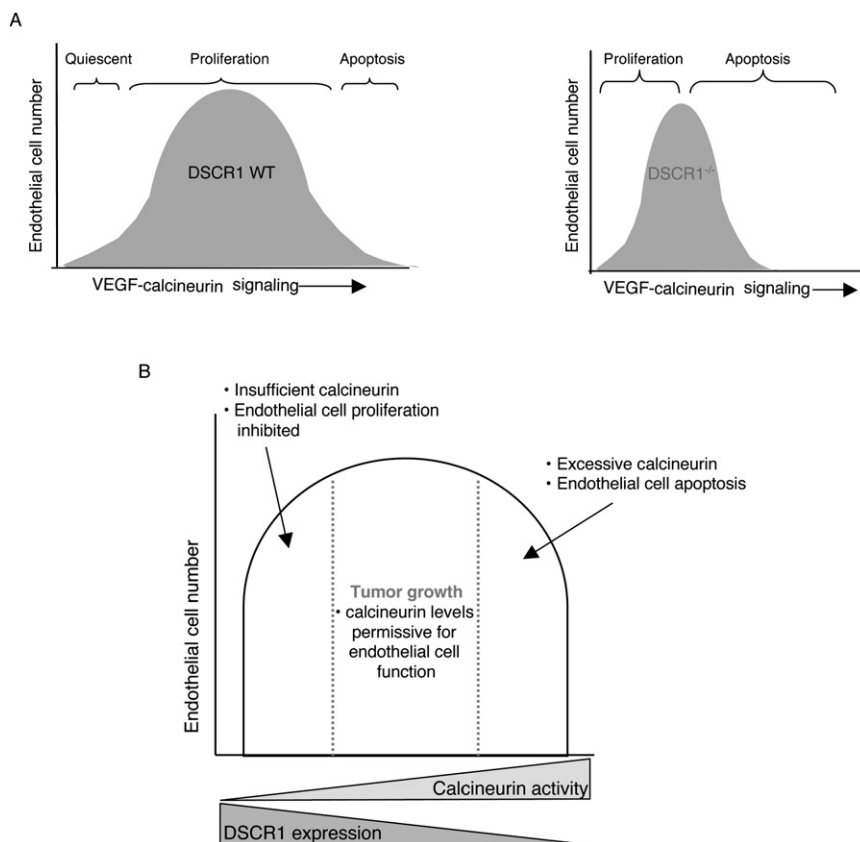 A
Quiescent Proliferation Apoptosis
Endothelial cell number
DSCR1 WT
VEGF-calcineurin signaling
Proliferation Apoptosis
Endothelial cell number
DSCR1-/-
VEGF-calcineurin signaling
B
• Insufficient calcineurin
• Endothelial cell proliferation
inhibited
• Excessive calcineurin
• Endothelial cell apoptosis
Endothelial cell number
Tumor growth
• calcineurin levels
permissive for
endothelial cell
function
Calcineurin activity
DSCR1 expression